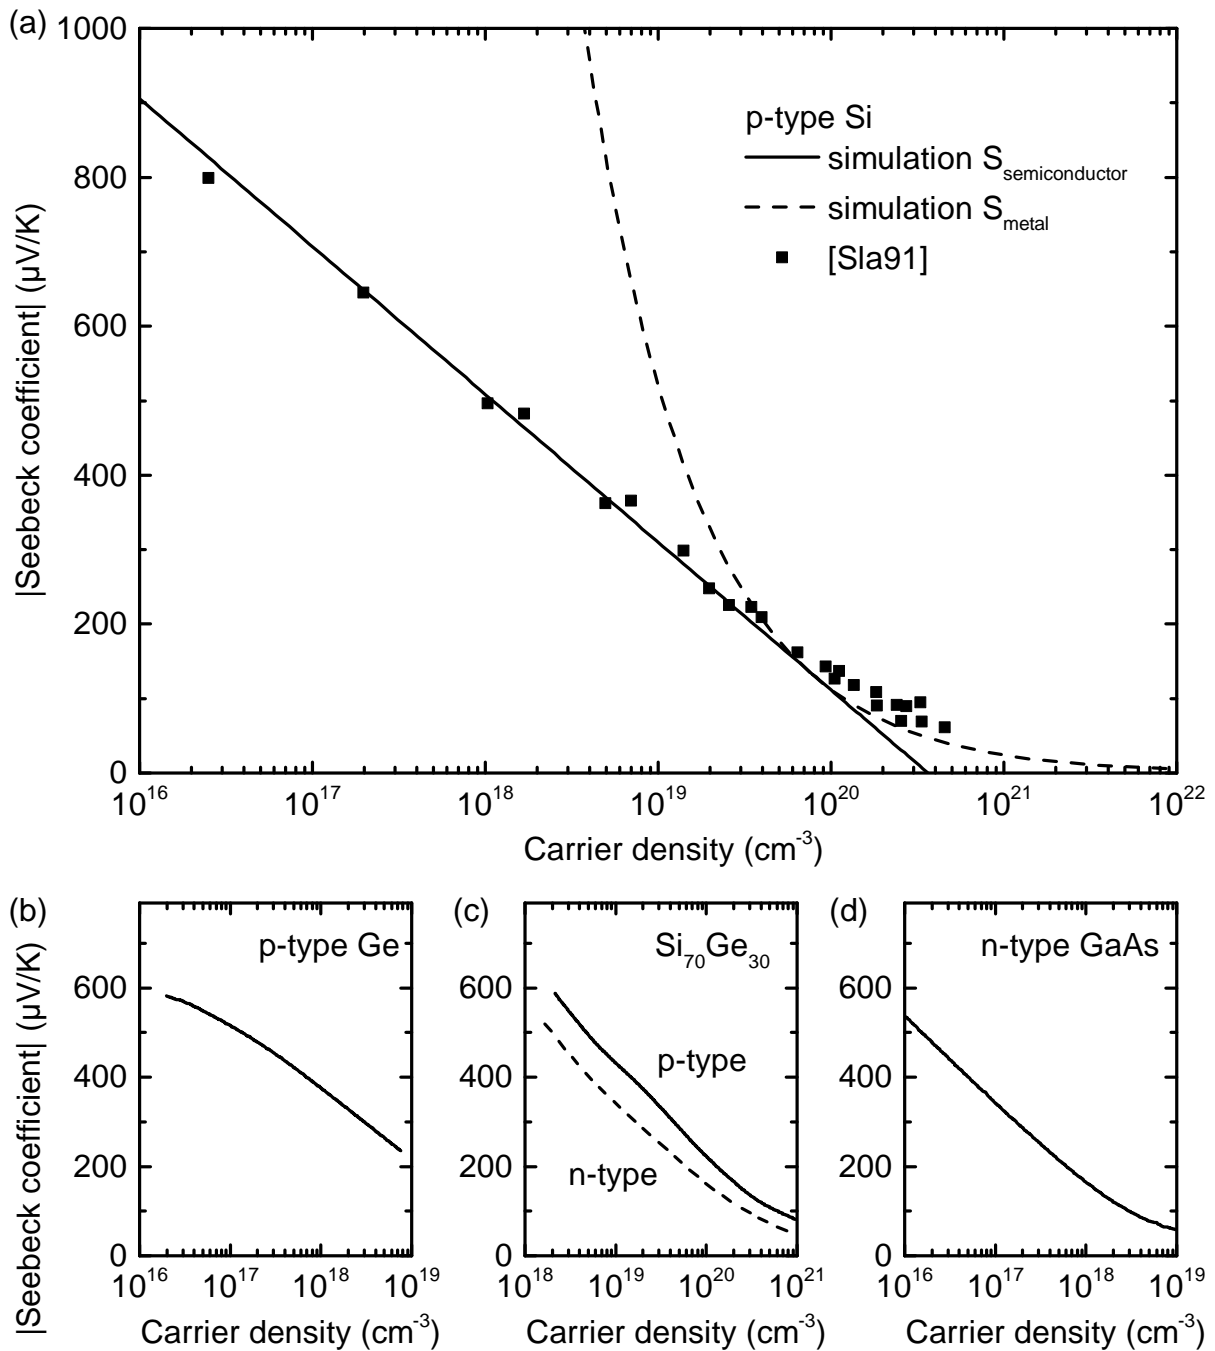 (a)
1000
800
600
400
200
0
|Seebeck coefficient| (µV/K)
p-type Si
simulation S_semiconductor
simulation S_metal
[Sla91]
10^16 10^17 10^18 10^19 10^20 10^21 10^22
Carrier density (cm^-3)
(b)
p-type Ge
600
400
200
0
|Seebeck coefficient| (µV/K)
10^16 10^17 10^18 10^19
Carrier density (cm^-3)
(c)
Si_70Ge_30
600
400
200
0
p-type
n-type
10^18 10^19 10^20 10^21
Carrier density (cm^-3)
(d)
n-type GaAs
600
400
200
0
10^16 10^17 10^18 10^19
Carrier density (cm^-3)